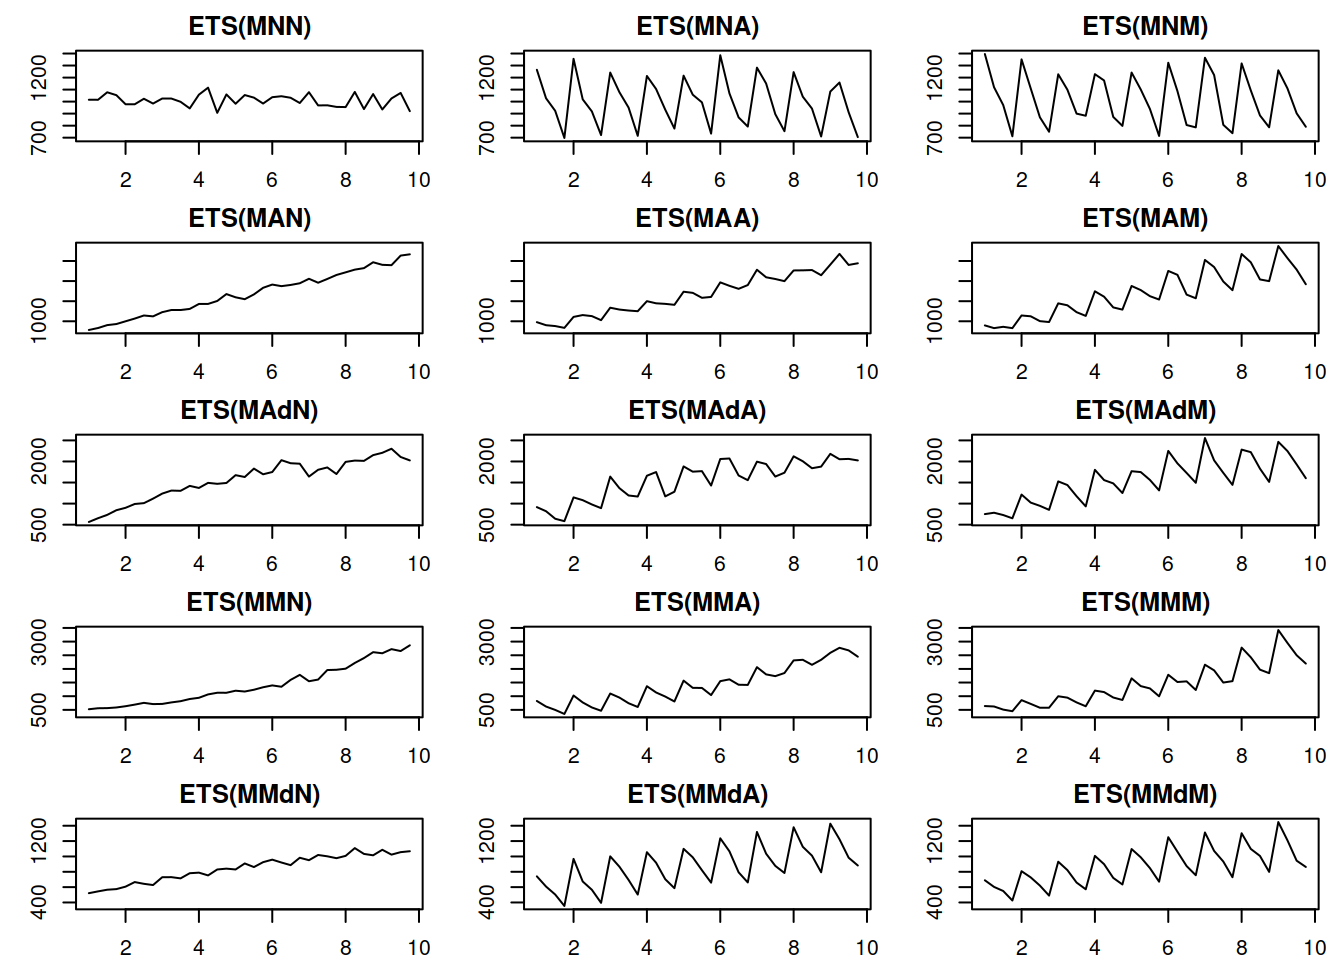 ETS(MNN) ETS(MNA) ETS(MNM)
1200 1200 1200
700 700 700
2 4 6 8 10 2 4 6 8 10 2 4 6 8 10
ETS(MAN) ETS(MAA) ETS(MAM)
1000 1000 1000
2 4 6 8 10 2 4 6 8 10 2 4 6 8 10
ETS(MAdN) ETS(MAdA) ETS(MAdM)
2000 2000 2000
500 500 500
2 4 6 8 10 2 4 6 8 10 2 4 6 8 10
ETS(MMN) ETS(MMA) ETS(MMM)
3000 3000 3000
500 500 500
2 4 6 8 10 2 4 6 8 10 2 4 6 8 10
ETS(MMdN) ETS(MMdA) ETS(MMdM)
1200 1200 1200
400 400 400
2 4 6 8 10 2 4 6 8 10 2 4 6 8 10